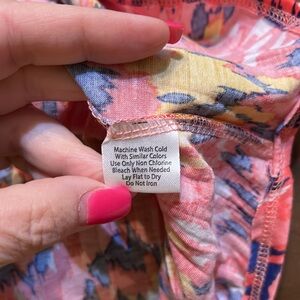 Machine Wash Cold
With Similar Colors
Use Only Non Chlorine
Bleach When Needed
Lay Flat to Dry
Do Not Iron